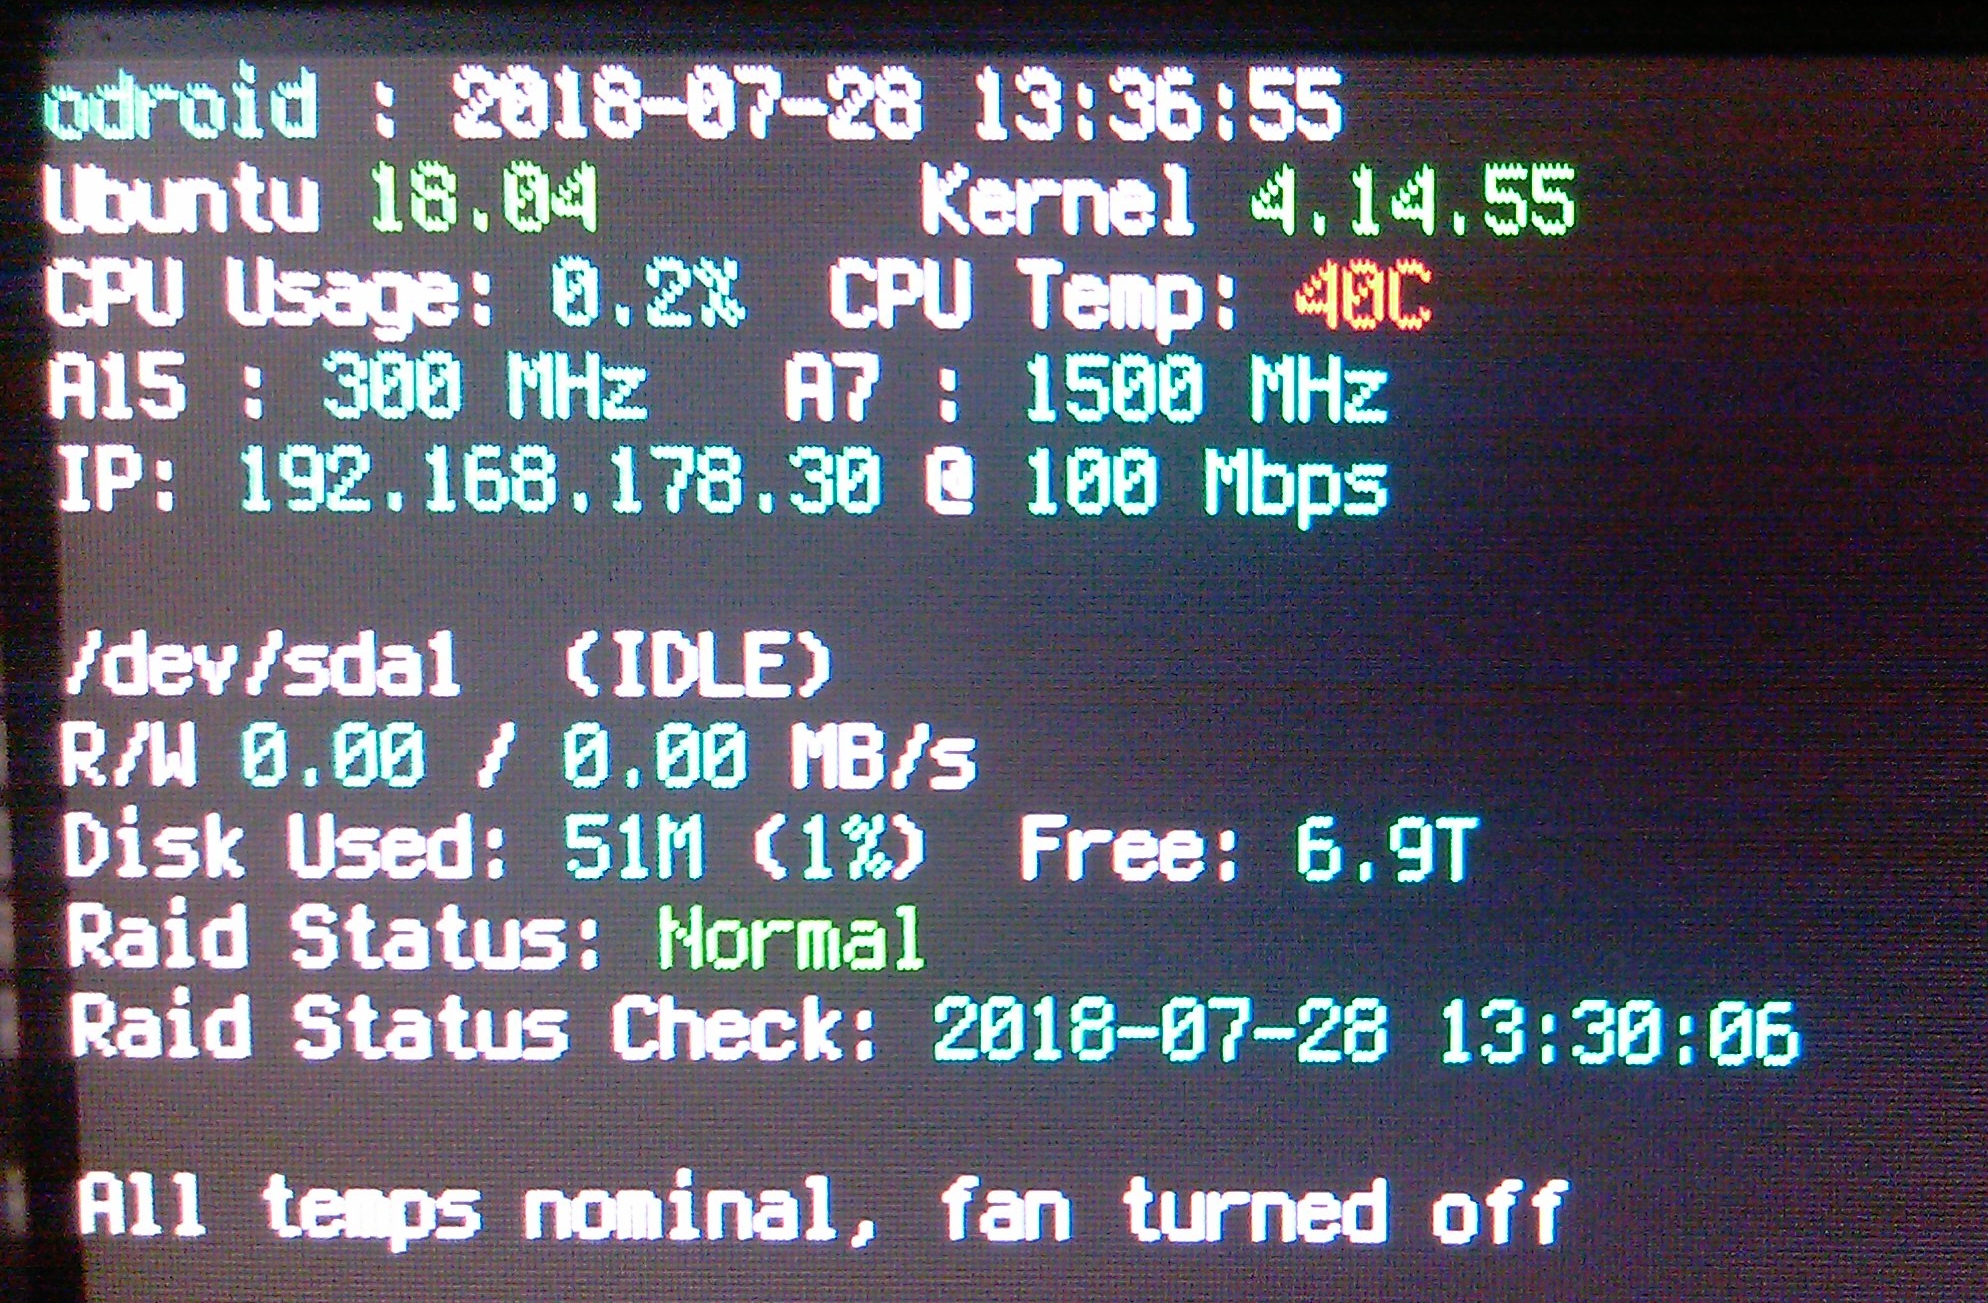 odroid : 2018-07-28 13:36:55
Ubuntu 18.04 Kernel 4.14.55
CPU Usage: 0.2% CPU Temp: 40C
A15 : 300 MHz A7 : 1500 MHz
IP: 192.168.178.30 @ 100 Mbps
/dev/sda1 (IDLE)
R/W 0.00 / 0.00 MB/s
Disk Used: 51M (1%) Free: 6.9T
Raid Status: Normal
Raid Status Check: 2018-07-28 13:30:06
All temps nominal, fan turned off